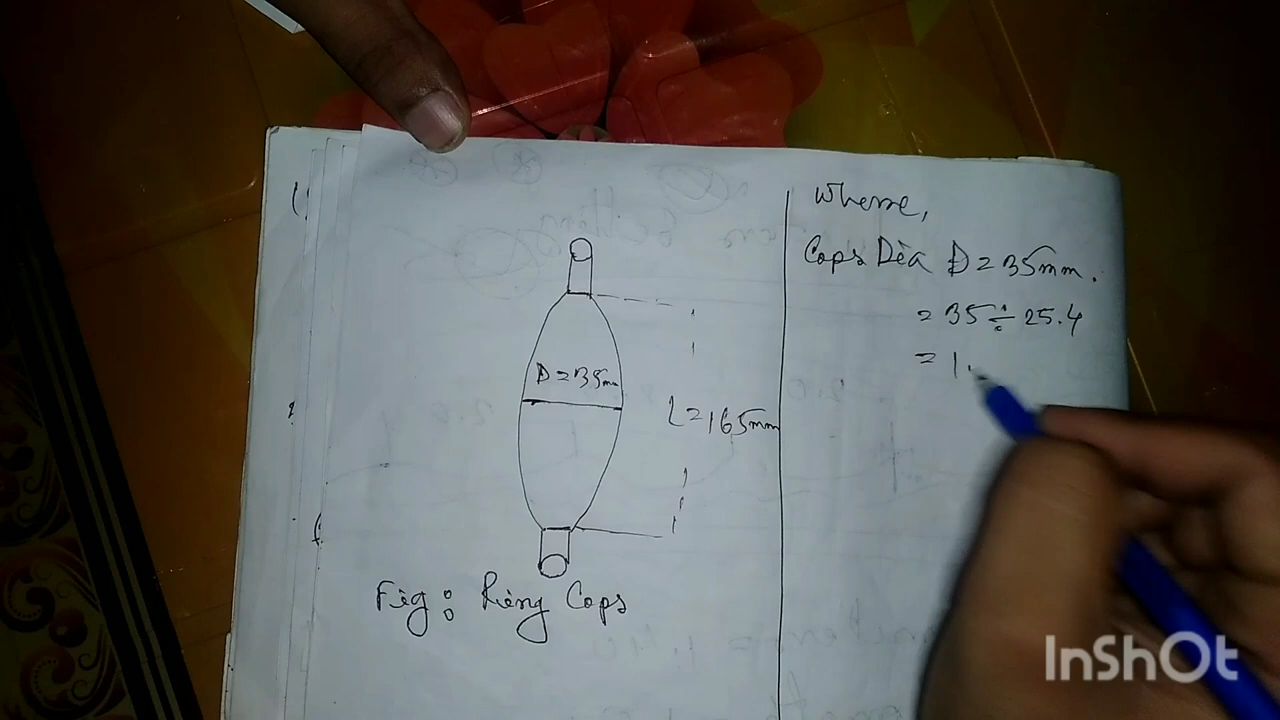 D = 35mm
L = 165mm
Fig: Ring Cops
Where,
Cops Dia D = 35mm.
= 35 ÷ 25.4
= 1.
InShOt